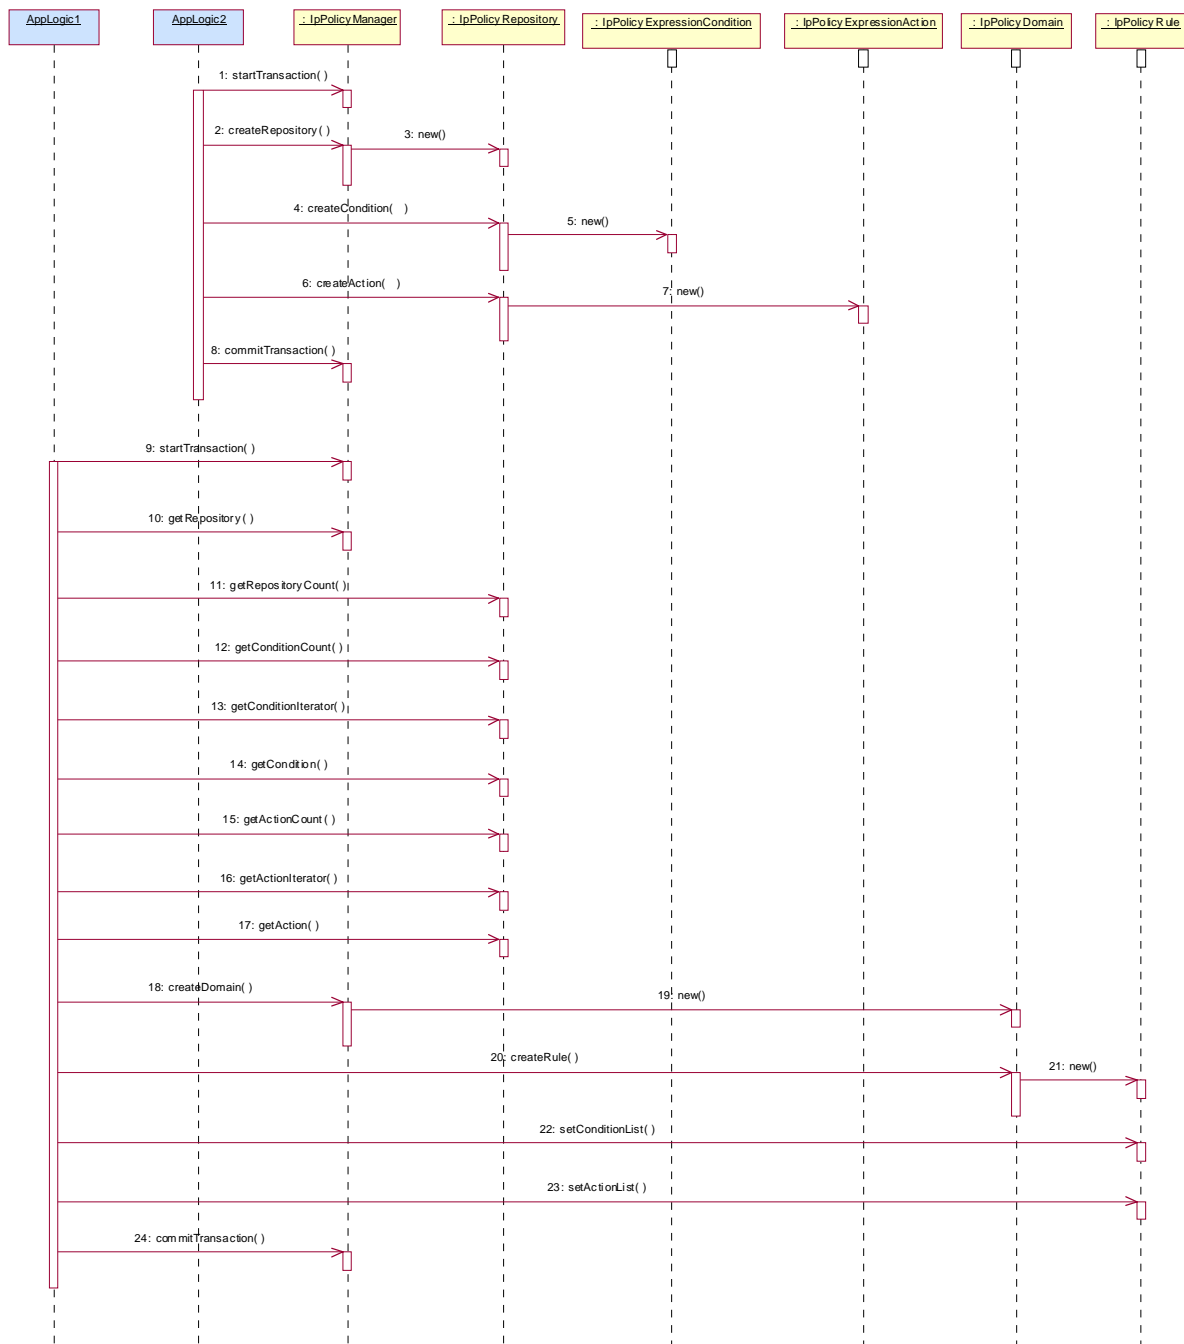 AppLogic1
AppLogic2
: IpPolicyManager
: IpPolicyRepository
: IpPolicyExpressionCondition
: IpPolicyExpressionAction
: IpPolicyDomain
: IpPolicyRule
1: startTransaction( )
2: createRepository( )
3: new()
4: createCondition( )
5: new()
6: createAction( )
7: new()
8: commitTransaction( )
9: startTransaction( )
10: getRepository( )
11: getRepositoryCount( )
12: getConditionCount( )
13: getConditionIterator( )
14: getCondition( )
15: getActionCount( )
16: getActionIterator( )
17: getAction( )
18: createDomain( )
19: new()
20: createRule( )
21: new()
22: setConditionList( )
23: setActionList( )
24: commitTransaction( )